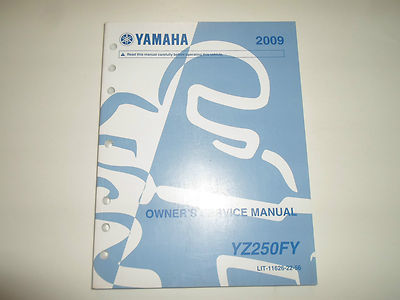 YAMAHA 2009
Read this manual carefully before operating this vehicle.
OWNER'S SERVICE MANUAL
YZ250FY
LIT-11626-22-56